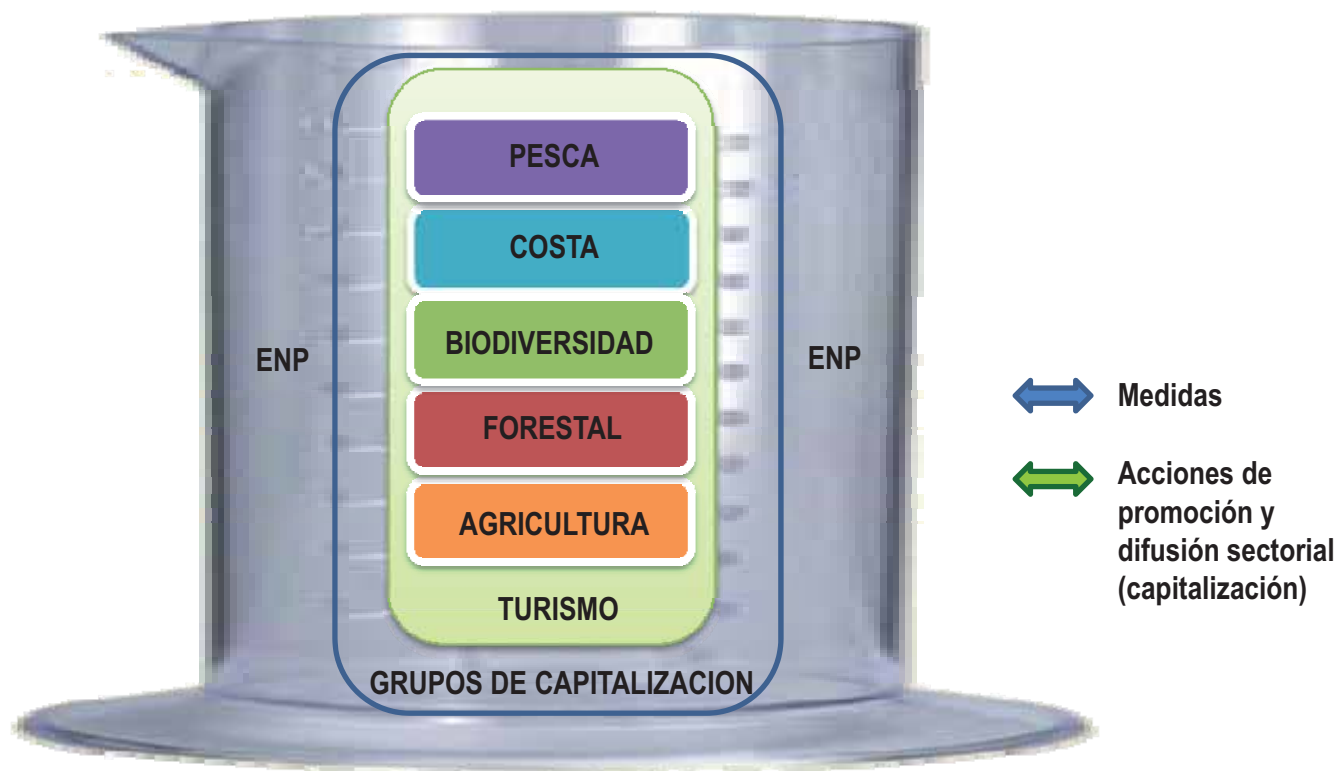 PESCA
COSTA
BIODIVERSIDAD
ENP
ENP
FORESTAL
AGRICULTURA
TURISMO
GRUPOS DE CAPITALIZACION
Medidas
Acciones de
promoción y
difusión sectorial
(capitalización)